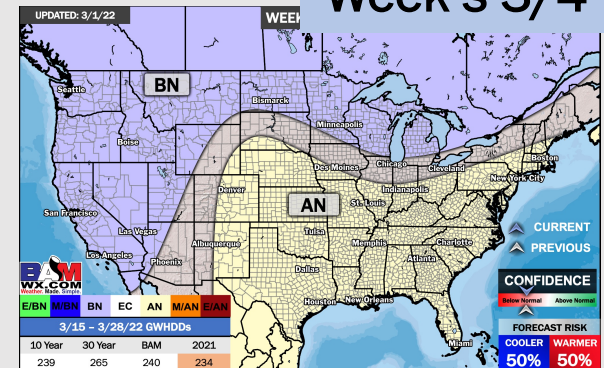 Week's 3/4
UPDATED: 3/1/22
WEEK
Seattle
BN
Bismarck
Minneapolis
Boise
Des Moines
Chicago
Cleveland
Boston
New York City
Denver
Indianapolis
San Francisco
AN
St. Louis
Las Vegas
CURRENT
Los Angeles
Albuquerque
Tulsa
Memphis
Charlotte
PREVIOUS
Phoenix
Atlanta
Dallas
BAM
WX.COM
Weather. Made. Simple.
CONFIDENCE
Below Normal Above Normal
Houston
New Orleans
Miami
E/BN M/BN BN EC AN M/AN E/AN
3/15 – 3/28/22 GWHDDs
10 Year 30 Year BAM 2021
239 265 240 234
FORECAST RISK
COOLER WARMER
50% 50%